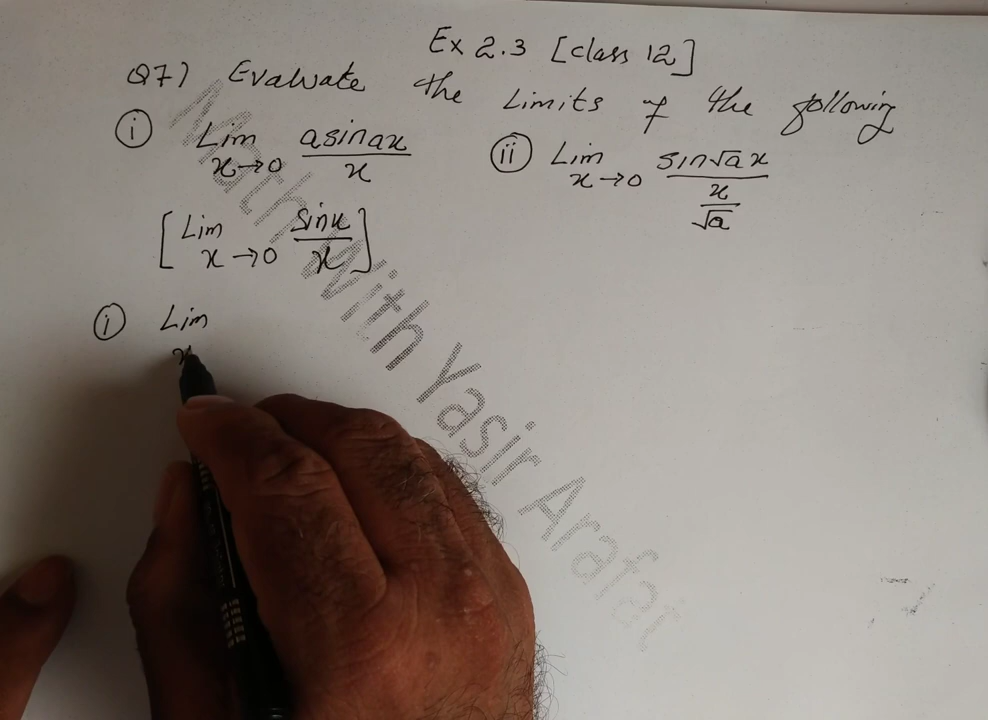 Ex 2.3 [class 12]
Q7) Evaluate the Limits of the following
i Lim x→0 asinax/x ii Lim x→0 sin√a x / x/√a
[Lim x→0 sinx/x]
i Lim
x
Math With Yasir Arafat